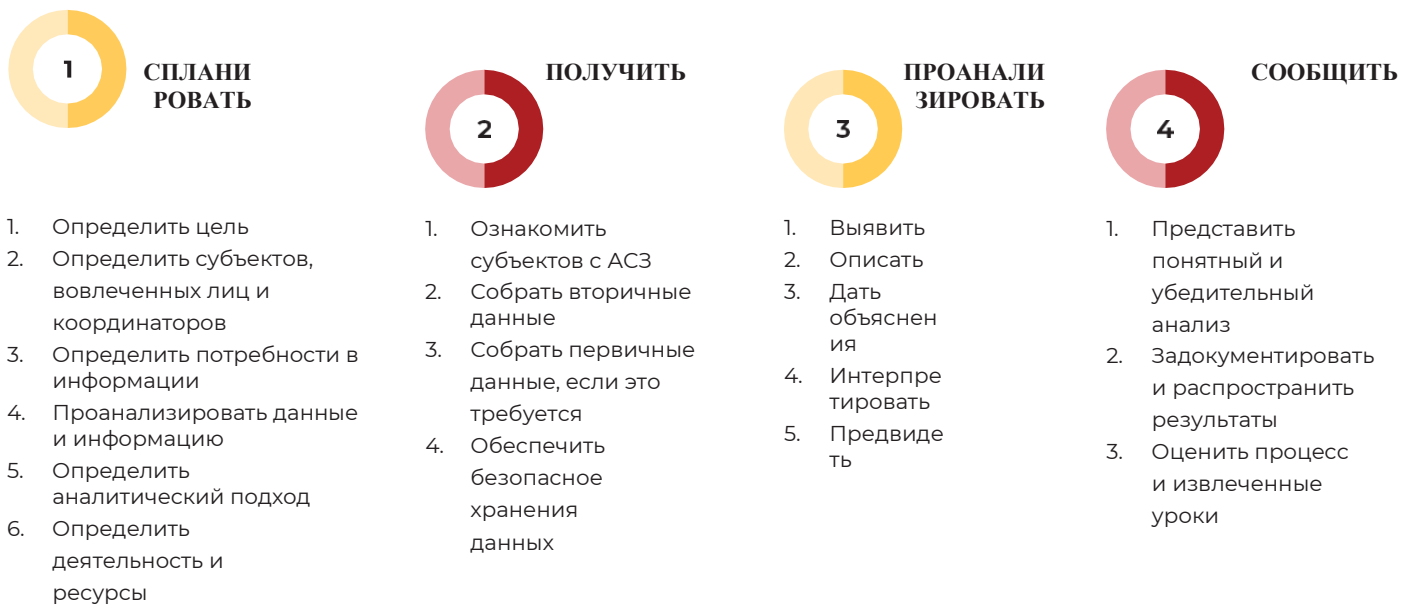 1
СПЛАНИ
РОВАТЬ
1. Определить цель
2. Определить субъектов,
вовлеченных лиц и
координаторов
3. Определить потребности в
информации
4. Проанализировать данные
и информацию
5. Определить
аналитический подход
6. Определить
деятельность и
ресурсы
2
ПОЛУЧИТЬ
1. Ознакомить
субъектов с АСЗ
2. Собрать вторичные
данные
3. Собрать первичные
данные, если это
требуется
4. Обеспечить
безопасное
хранения
данных
3
ПРОАНАЛИ
ЗИРОВАТЬ
1. Выявить
2. Описать
3. Дать
объяснен
ия
4. Интерпре
тировать
5. Предвиде
ть
4
СООБЩИТЬ
1. Представить
понятный и
убедительный
анализ
2. Задокументировать
и распространить
результаты
3. Оценить процесс
и извлеченные
уроки